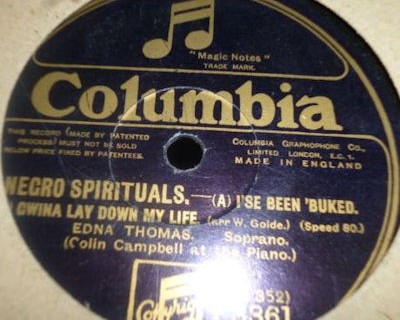 "Magic Notes"
TRADE MARK.
Columbia
THIS RECORD (MADE BY PATENTED
PROCESS) MUST NOT BE SOLD
BELOW PRICE FIXED BY PATENTEES.
COLUMBIA GRAPHOPHONE Co.,
LIMITED LONDON, E.C.1.
MADE IN ENGLAND
NEGRO SPIRITUALS.—(A) I'SE BEEN 'BUKED.
GWINA LAY DOWN MY LIFE. (arr W. Golde.) (Speed 80.)
EDNA THOMAS. Soprano.
(Colin Campbell at the Piano.)